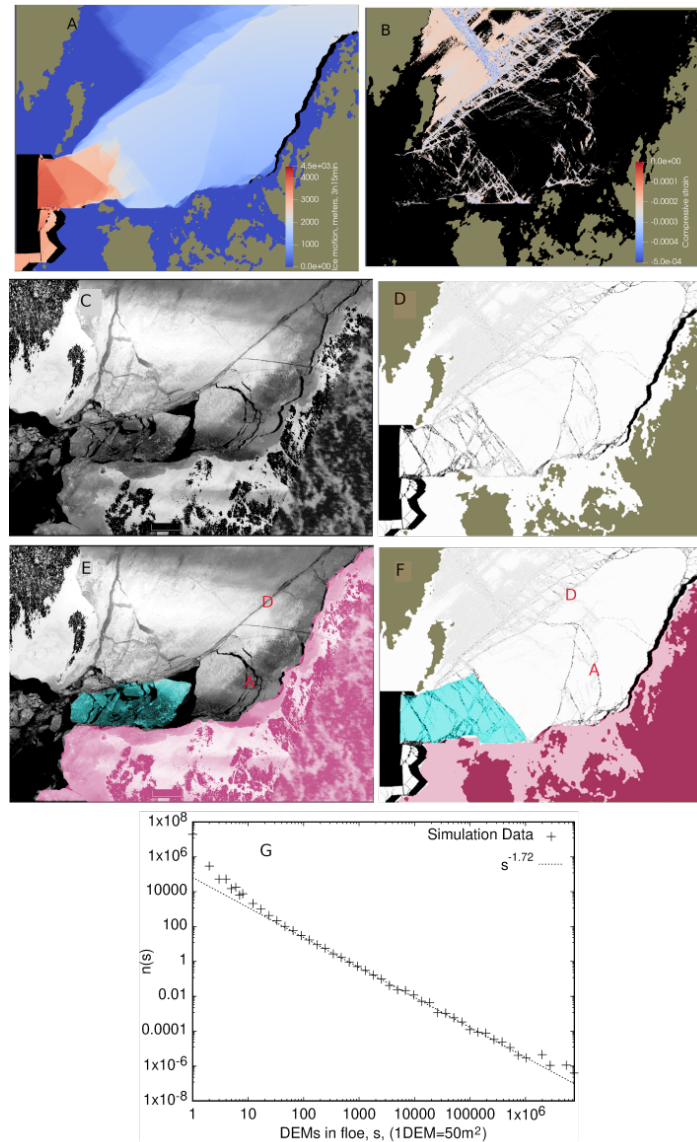 A
4.5e+03
4000
3000
2000
1000
0.0e+00
Ice motion, meters, 3h15min
B
0.0e+00
-0.0001
-0.0002
-0.0003
-0.0004
-5.0e-04
Compressive strain
C
D
E
D
A
F
D
A
G
Simulation Data
s-1.72
1x10^8
1x10^6
10000
100
1
0.01
0.0001
1x10^-6
1x10^-8
n(s)
1 10 100 1000 10000 100000 1x10^6
DEMs in floe, s, (1DEM=50m²)